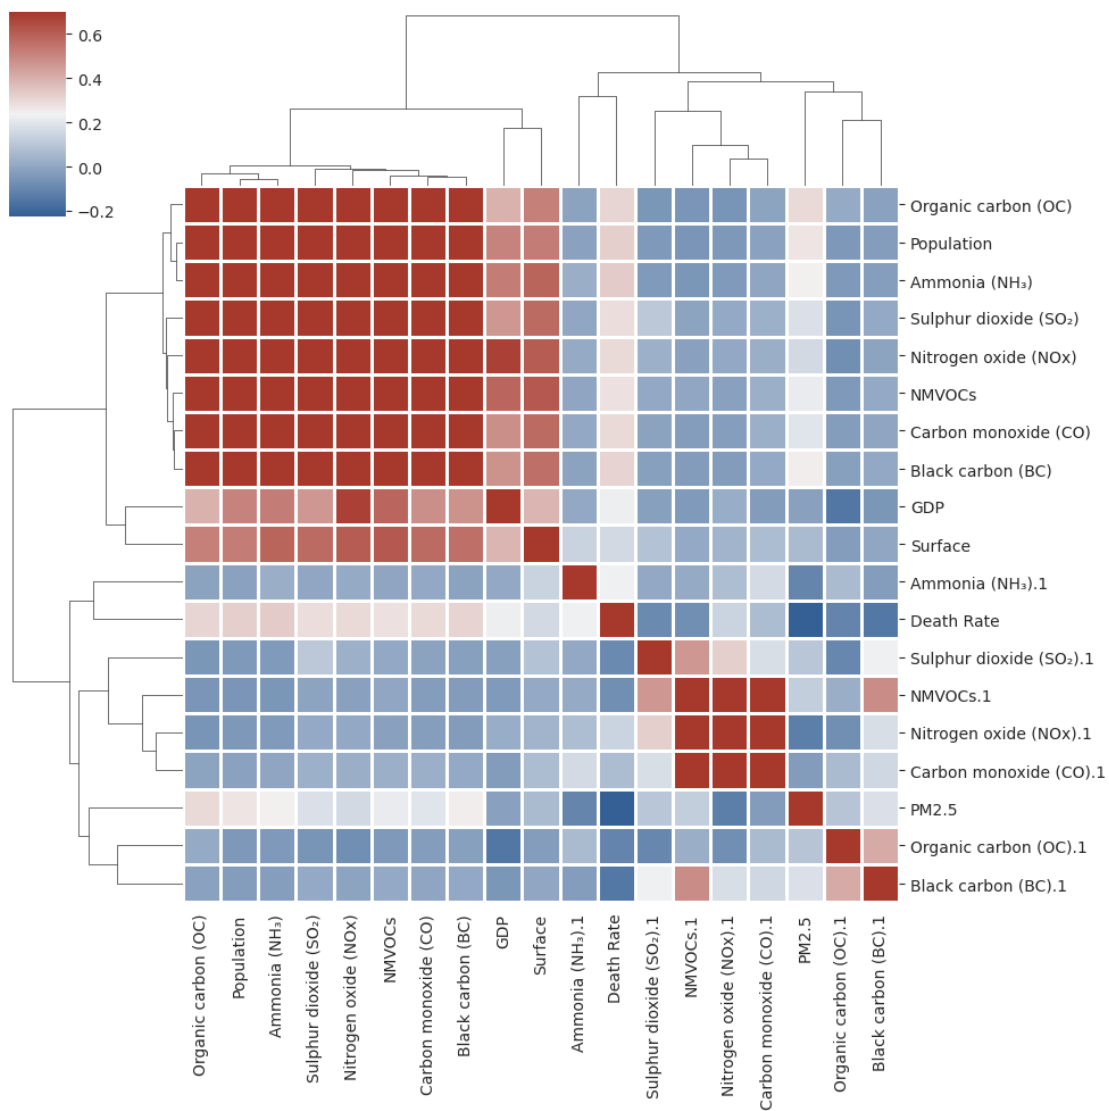 0.6
0.4
0.2
0.0
−0.2
Organic carbon (OC)
Population
Ammonia (NH₃)
Sulphur dioxide (SO₂)
Nitrogen oxide (NOx)
NMVOCs
Carbon monoxide (CO)
Black carbon (BC)
GDP
Surface
Ammonia (NH₃).1
Death Rate
Sulphur dioxide (SO₂).1
NMVOCs.1
Nitrogen oxide (NOx).1
Carbon monoxide (CO).1
PM2.5
Organic carbon (OC).1
Black carbon (BC).1
Organic carbon (OC)
Population
Ammonia (NH₃)
Sulphur dioxide (SO₂)
Nitrogen oxide (NOx)
NMVOCs
Carbon monoxide (CO)
Black carbon (BC)
GDP
Surface
Ammonia (NH₃).1
Death Rate
Sulphur dioxide (SO₂).1
NMVOCs.1
Nitrogen oxide (NOx).1
Carbon monoxide (CO).1
PM2.5
Organic carbon (OC).1
Black carbon (BC).1